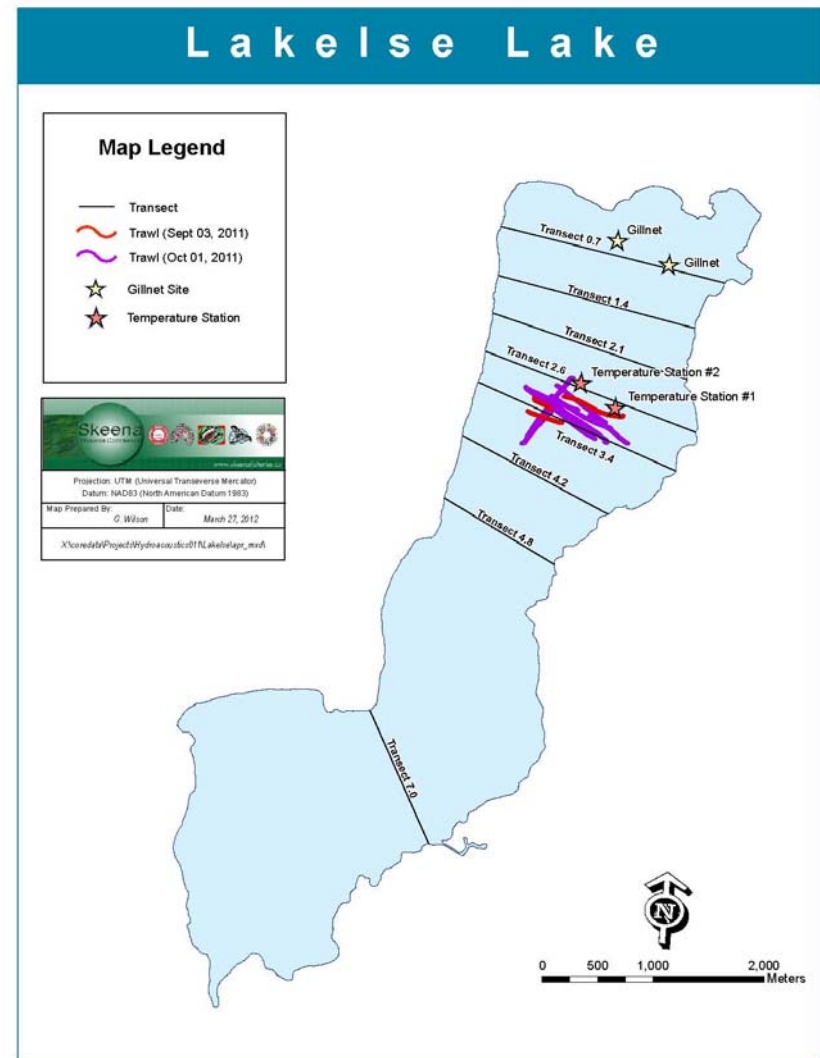 Lakelse Lake
Map Legend
Transect
Trawl (Sept 03, 2011)
Trawl (Oct 01, 2011)
Gillnet Site
Temperature Station
Skeena
Projection: UTM (Universal Transeverse Mercator)
Datum: NAD83 (North American Datum 1983)
Map Prepared By:
G. Wilson
Date:
March 27, 2012
Transect 0.7
Gillnet
Gillnet
Transect 1.4
Transect 2.1
Transect 2.6
Temperature Station #2
Temperature Station #1
Transect 3.4
Transect 4.2
Transect 4.8
Transect 7.0
N
0 500 1,000 2,000
Meters